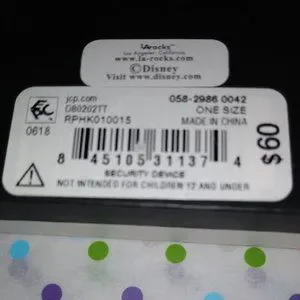 LArocks
Los Angeles, California
www.la-rocks.com
©Disney
Visit www.disney.com
jcp.com
D80202TT
RPHK010015
0618
058-2986 0042
ONE SIZE
MADE IN CHINA
$60
8 45105 31137 4
SECURITY DEVICE
NOT INTENDED FOR CHILDREN 12 AND UNDER